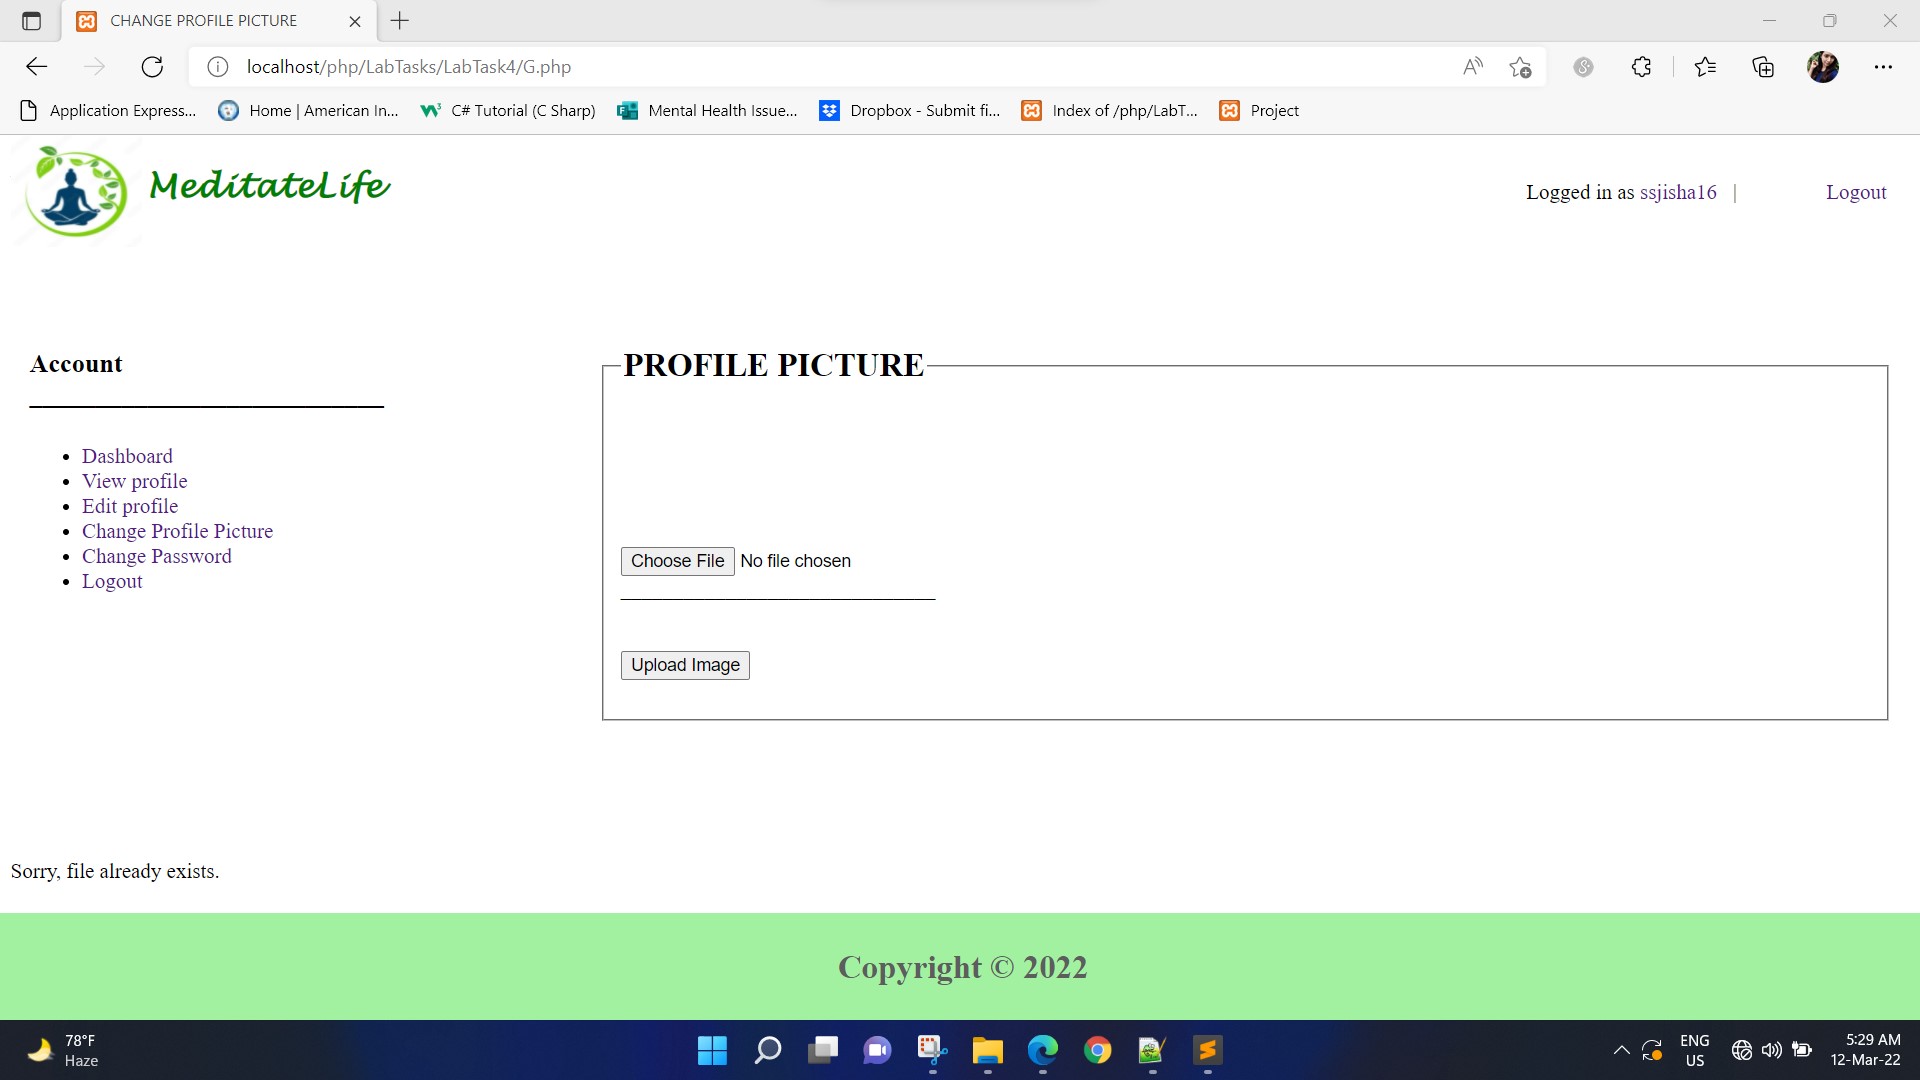 CHANGE PROFILE PICTURE
localhost/php/LabTasks/LabTask4/G.php
Application Express... Home | American In... C# Tutorial (C Sharp) Mental Health Issue... Dropbox - Submit fi... Index of /php/LabT... Project
MeditateLife
Logged in as ssjisha16 | Logout
Account
PROFILE PICTURE
Dashboard
View profile
Edit profile
Change Profile Picture
Change Password
Logout
Choose File No file chosen
Upload Image
Sorry, file already exists.
Copyright © 2022
78°F
Haze
ENG
US
5:29 AM
12-Mar-22